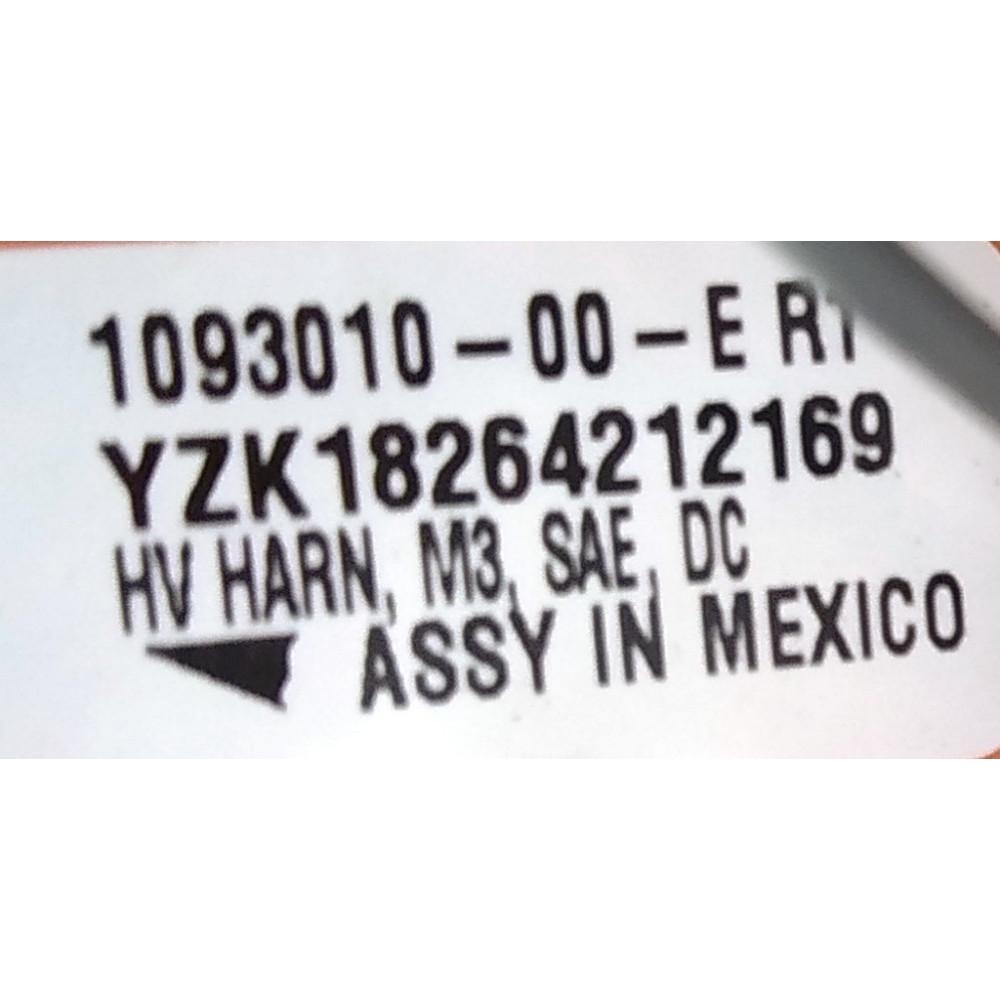 1093010-00-E R1
YZK18264212169
HV HARN, M3, SAE, DC
ASSY IN MEXICO